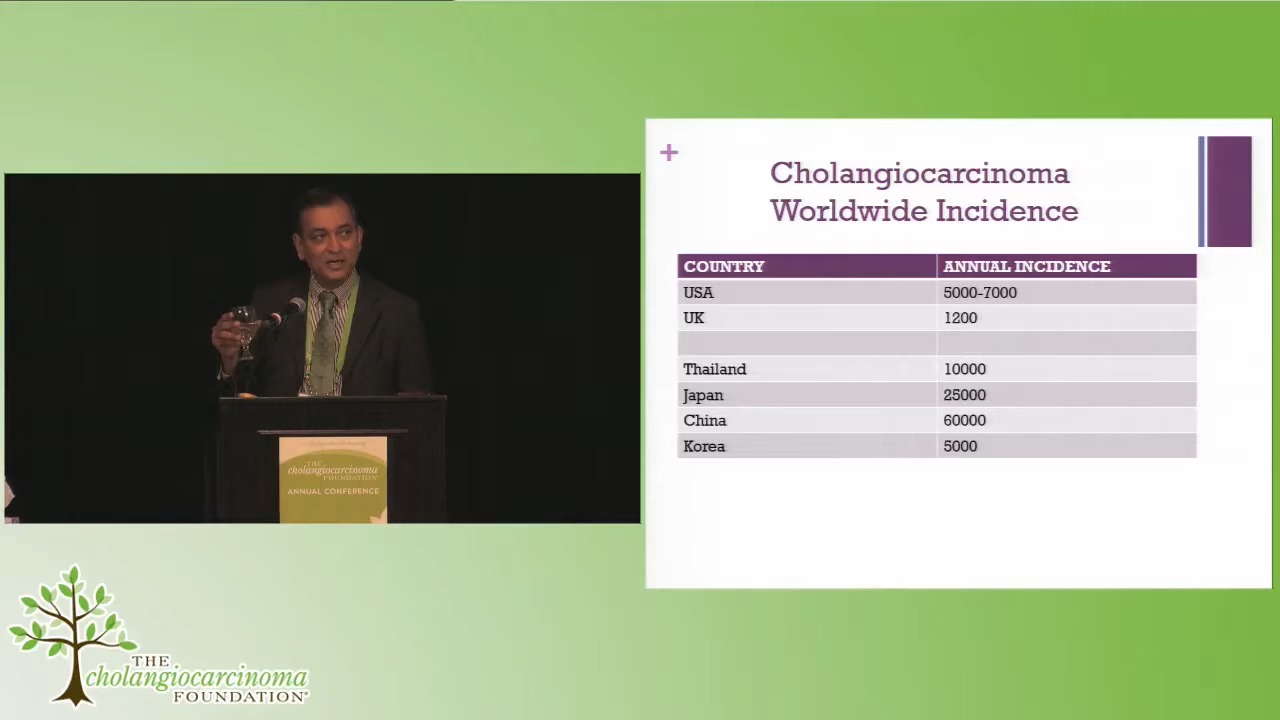 +
Cholangiocarcinoma
Worldwide Incidence
COUNTRY ANNUAL INCIDENCE
USA 5000-7000
UK 1200
Thailand 10000
Japan 25000
China 60000
Korea 5000
THE
cholangiocarcinoma
FOUNDATION
ANNUAL CONFERENCE
THE
cholangiocarcinoma
FOUNDATION®